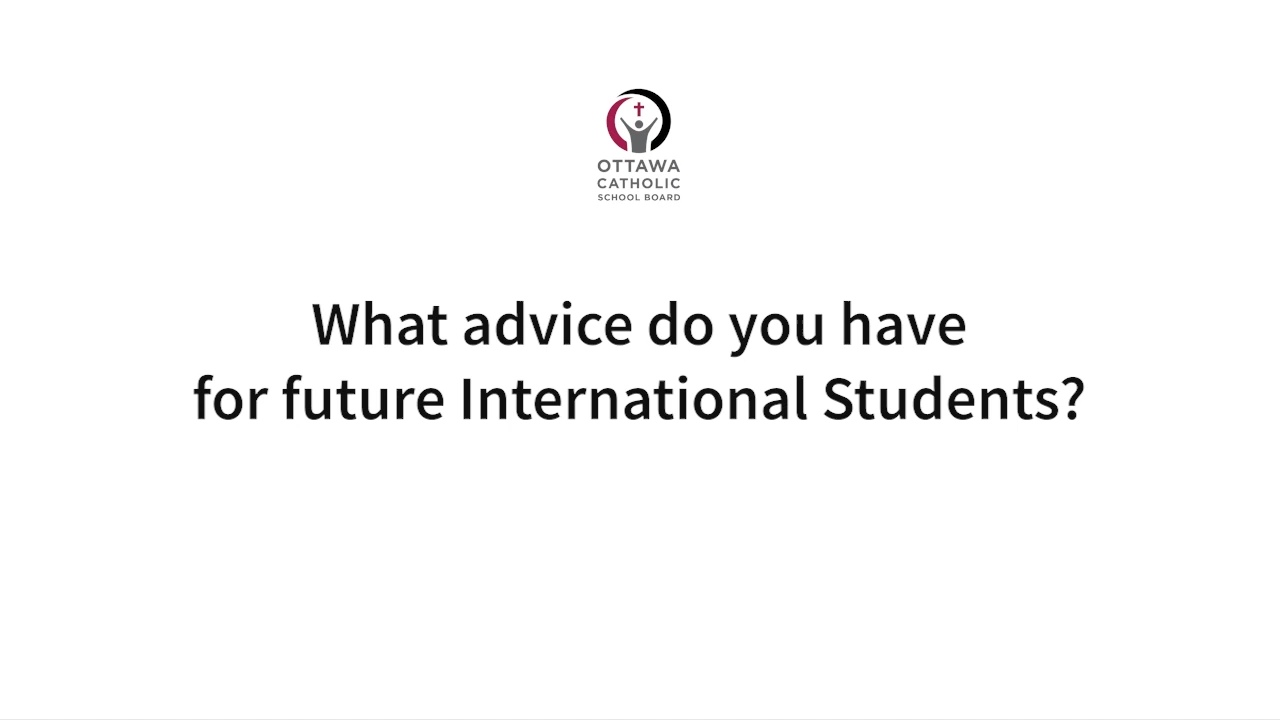 OTTAWA
CATHOLIC
SCHOOL BOARD
What advice do you have
for future International Students?